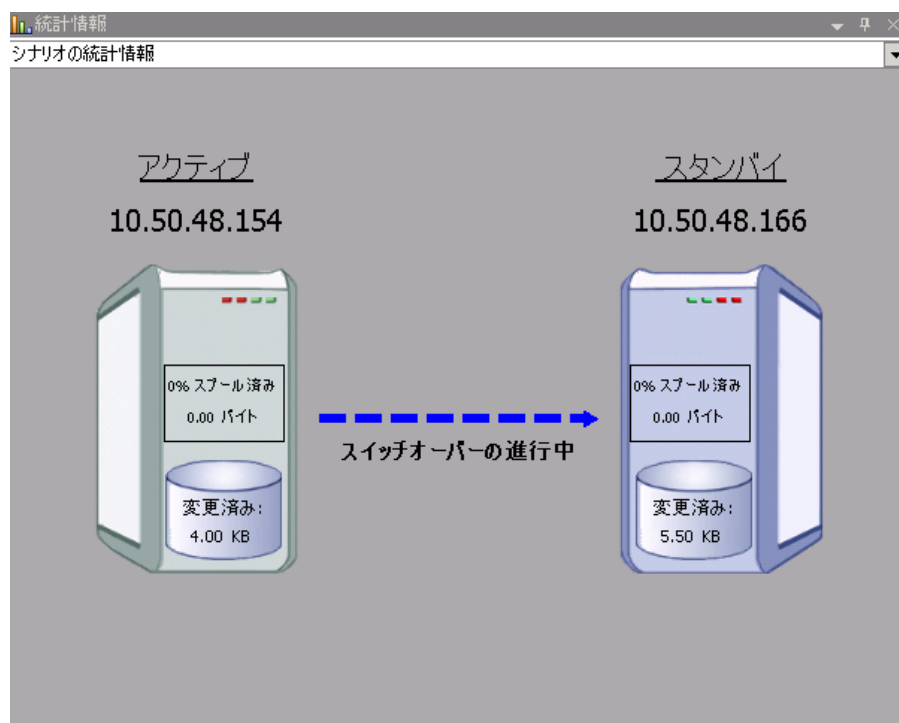 統計情報
シナリオの統計情報
アクティブ
スタンバイ
10.50.48.154
10.50.48.166
0% スプール済み
0.00 バイト
0% スプール済み
0.00 バイト
スイッチオーバーの進行中
変更済み:
4.00 KB
変更済み:
5.50 KB